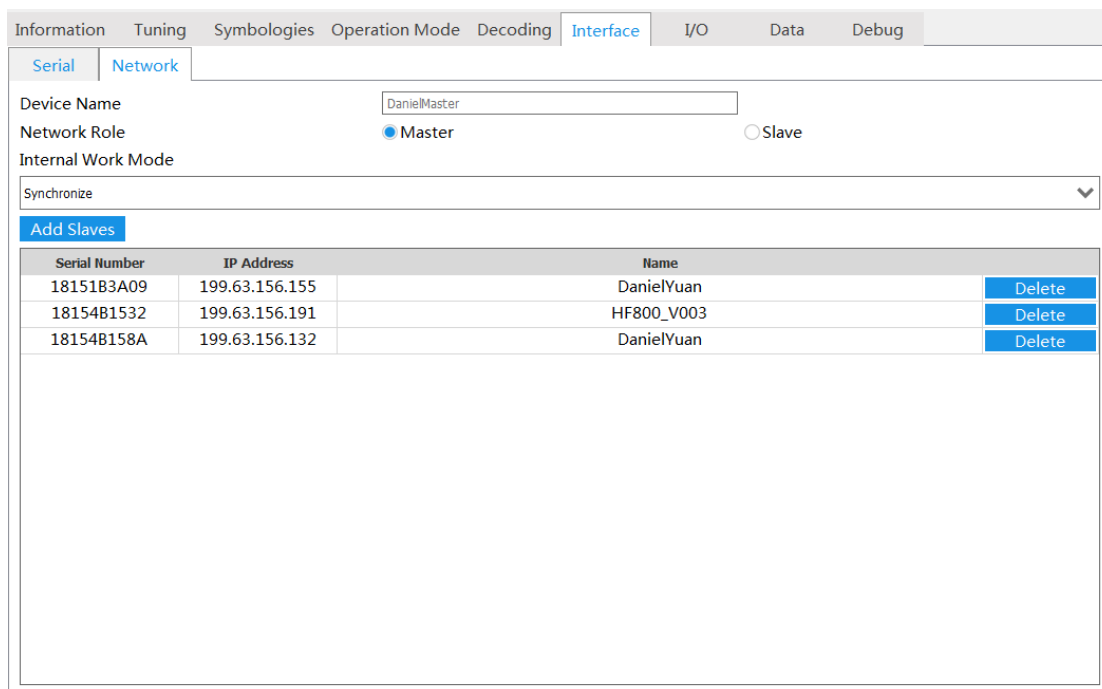 Information Tuning Symbologies Operation Mode Decoding Interface I/O Data Debug
Serial Network
Device Name DanielMaster
Network Role Master Slave
Internal Work Mode
Synchronize
Add Slaves
Serial Number IP Address Name
18151B3A09 199.63.156.155 DanielYuan Delete
18154B1532 199.63.156.191 HF800_V003 Delete
18154B158A 199.63.156.132 DanielYuan Delete